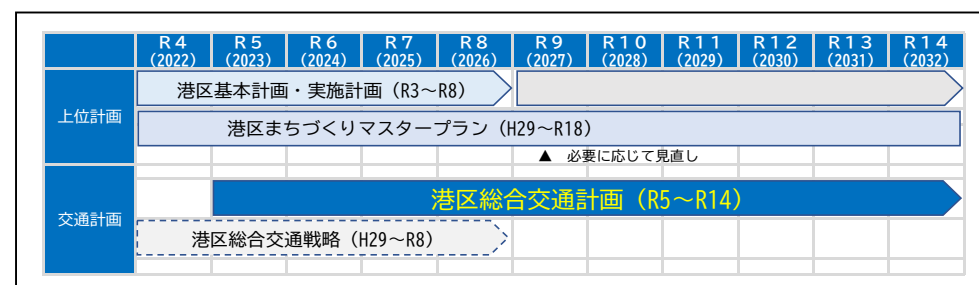 R4 R5 R6 R7 R8 R9 R10 R11 R12 R13 R14
(2022) (2023) (2024) (2025) (2026) (2027) (2028) (2029) (2030) (2031) (2032)
上位計画
港区基本計画・実施計画（R3～R8）
港区まちづくりマスタープラン（H29～R18）
▲ 必要に応じて見直し
交通計画
港区総合交通計画（R5～R14）
港区総合交通戦略（H29～R8）